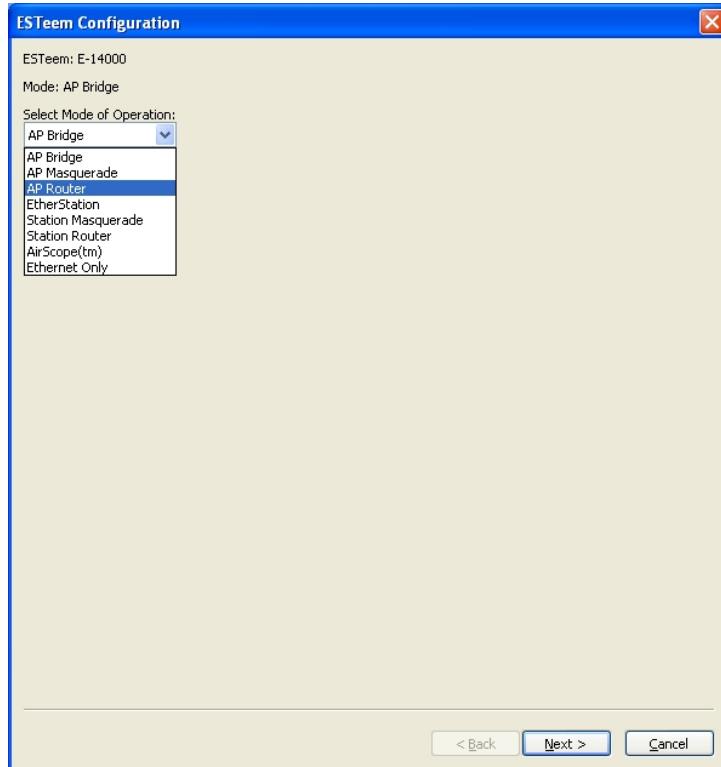 ESTeem Configuration
ESTeem: E-14000
Mode: AP Bridge
Select Mode of Operation:
AP Bridge
AP Bridge
AP Masquerade
AP Router
EtherStation
Station Masquerade
Station Router
AirScope(tm)
Ethernet Only
< Back Next > Cancel